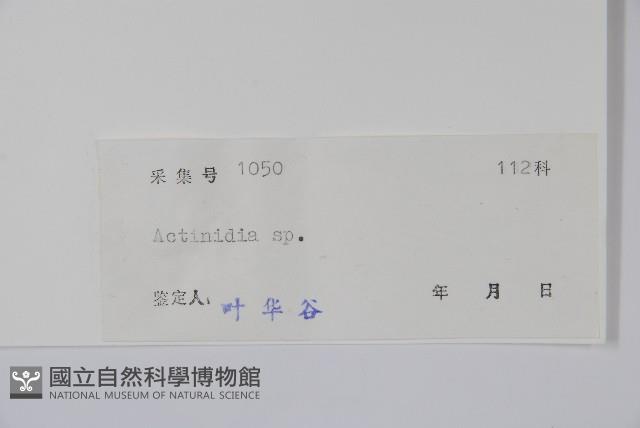 采集号 1050 112科
Actinidia sp.
鉴定人: 叶华谷 年 月 日
國立自然科學博物館
NATIONAL MUSEUM OF NATURAL SCIENCE